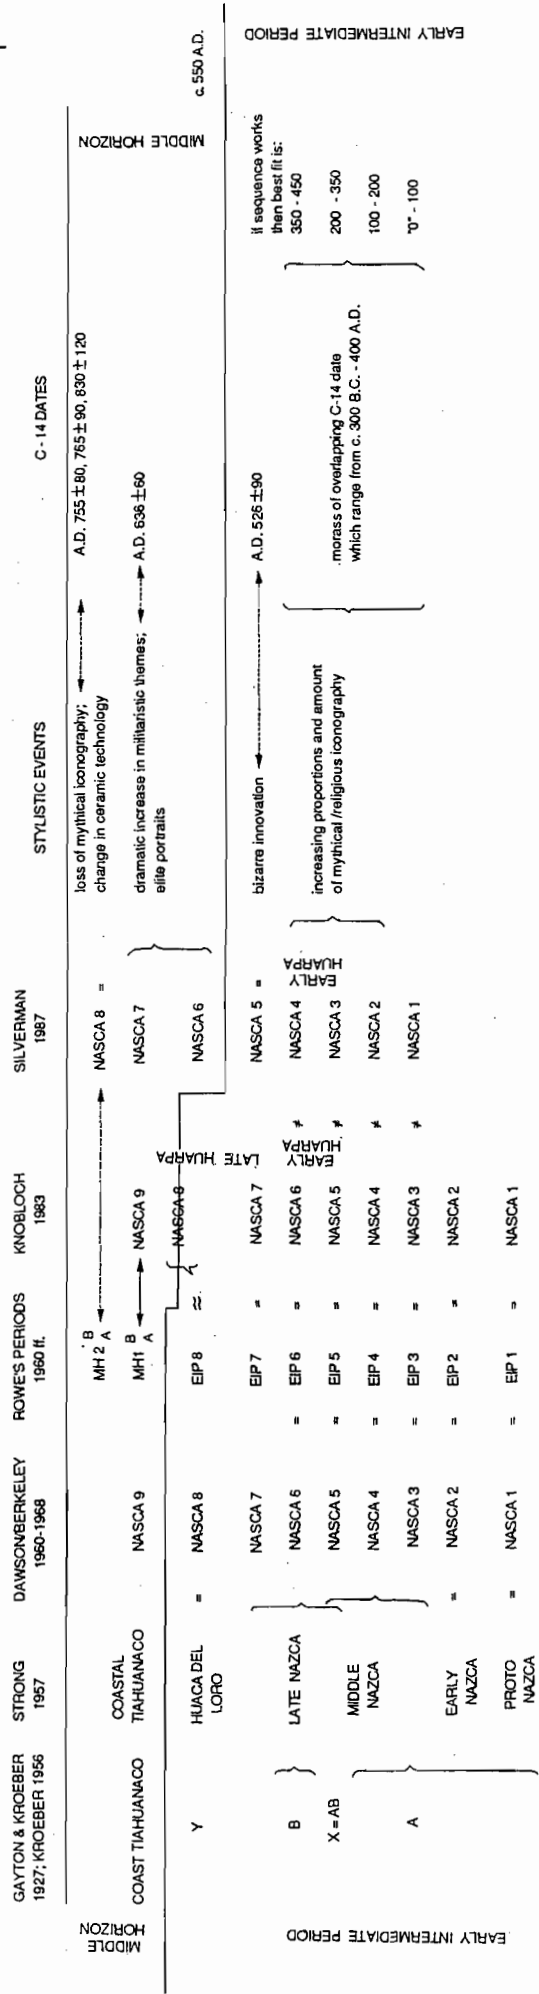 GAYTON & KROEBER
1927; KROEBER 1956
STRONG
1957
DAWSON/BERKELEY
1960-1968
ROWE'S PERIODS
1960 ff.
KNOBLOCH
1983
SILVERMAN
1987
STYLISTIC EVENTS
C - 14 DATES
MIDDLE
HORIZON
COAST TIAHUANACO
COASTAL
TIAHUANACO
NASCA 9
MH 2 B
A
MH1 B
A
NASCA 9
NASCA 8 =
NASCA 7
loss of mythical iconography;
change in ceramic technology
A.D. 755 ± 80, 765 ± 90, 830 ± 120
dramatic increase in militaristic themes;
elite portraits
A.D. 636 ± 60
MIDDLE HORIZON
Y
HUACA DEL
LORO
=
NASCA 8
EIP 8
≈
NASCA 8
LATE HUARPA
NASCA 6
c. 550 A.D.
EARLY INTERMEDIATE PERIOD
NASCA 7
EIP 7
=
NASCA 7
NASCA 5 =
bizarre innovation
A.D. 526 ± 90
if sequence works
then best fit is:
B
LATE NAZCA
NASCA 6
=
EIP 6
=
NASCA 6
EARLY
HUARPA
≠
NASCA 4
EARLY
HUARPA
350 - 450
X = AB
NASCA 5
=
EIP 5
=
NASCA 5
≠
NASCA 3
increasing proportions and amount
of mythical /religious iconography
morass of overlapping C-14 date
which range from c. 300 B.C. - 400 A.D.
200 - 350
MIDDLE
NAZCA
NASCA 4
=
EIP 4
=
NASCA 4
≠
NASCA 2
100 - 200
A
NASCA 3
=
EIP 3
=
NASCA 3
≠
NASCA 1
"0" - 100
EARLY
NAZCA
=
NASCA 2
=
EIP 2
=
NASCA 2
PROTO
NAZCA
=
NASCA 1
=
EIP 1
=
NASCA 1
EARLY INTERMEDIATE PERIOD